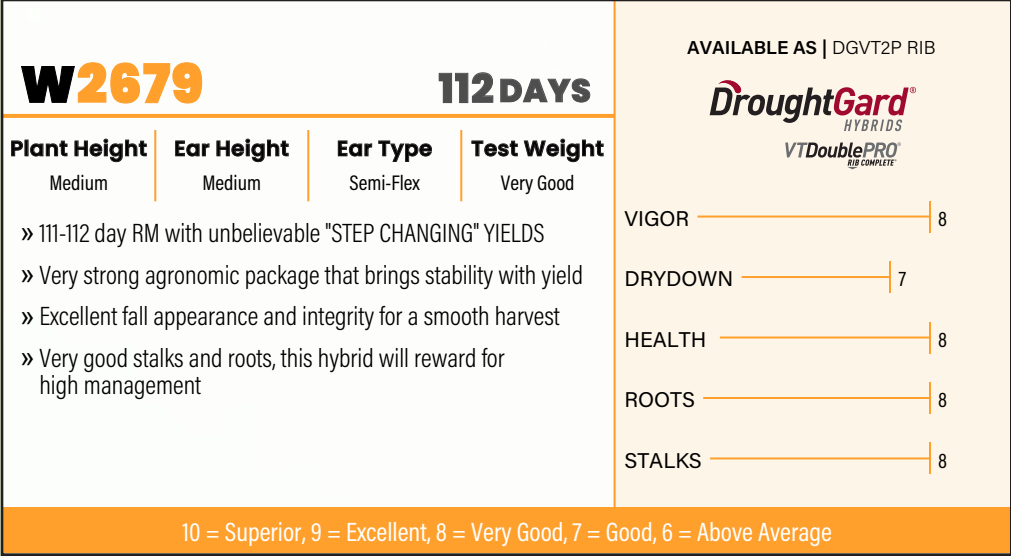 W2679
112 DAYS
Plant Height
Medium
Ear Height
Medium
Ear Type
Semi-Flex
Test Weight
Very Good
» 111-112 day RM with unbelievable "STEP CHANGING" YIELDS
» Very strong agronomic package that brings stability with yield
» Excellent fall appearance and integrity for a smooth harvest
» Very good stalks and roots, this hybrid will reward for
high management
AVAILABLE AS | DGVT2P RIB
DroughtGard®
HYBRIDS
VTDoublePRO®
RIB COMPLETE®
VIGOR 8
DRYDOWN 7
HEALTH 8
ROOTS 8
STALKS 8
10 = Superior, 9 = Excellent, 8 = Very Good, 7 = Good, 6 = Above Average